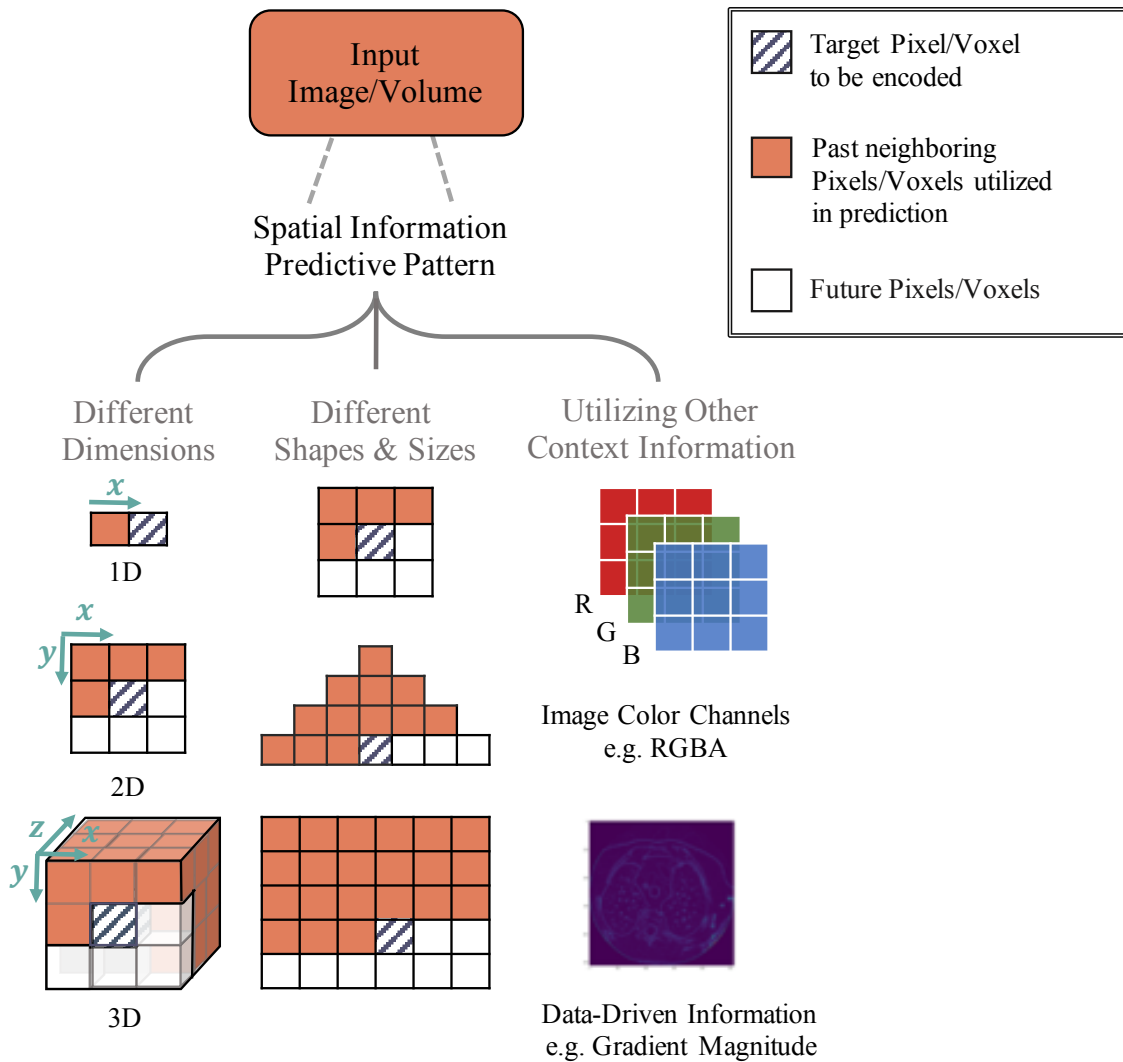 Input
Image/Volume
Target Pixel/Voxel
to be encoded
Past neighboring
Pixels/Voxels utilized
in prediction
Future Pixels/Voxels
Spatial Information
Predictive Pattern
Different
Dimensions
Different
Shapes & Sizes
Utilizing Other
Context Information
x
1D
x
y
2D
z
x
y
3D
R
G
B
Image Color Channels
e.g. RGBA
Data-Driven Information
e.g. Gradient Magnitude